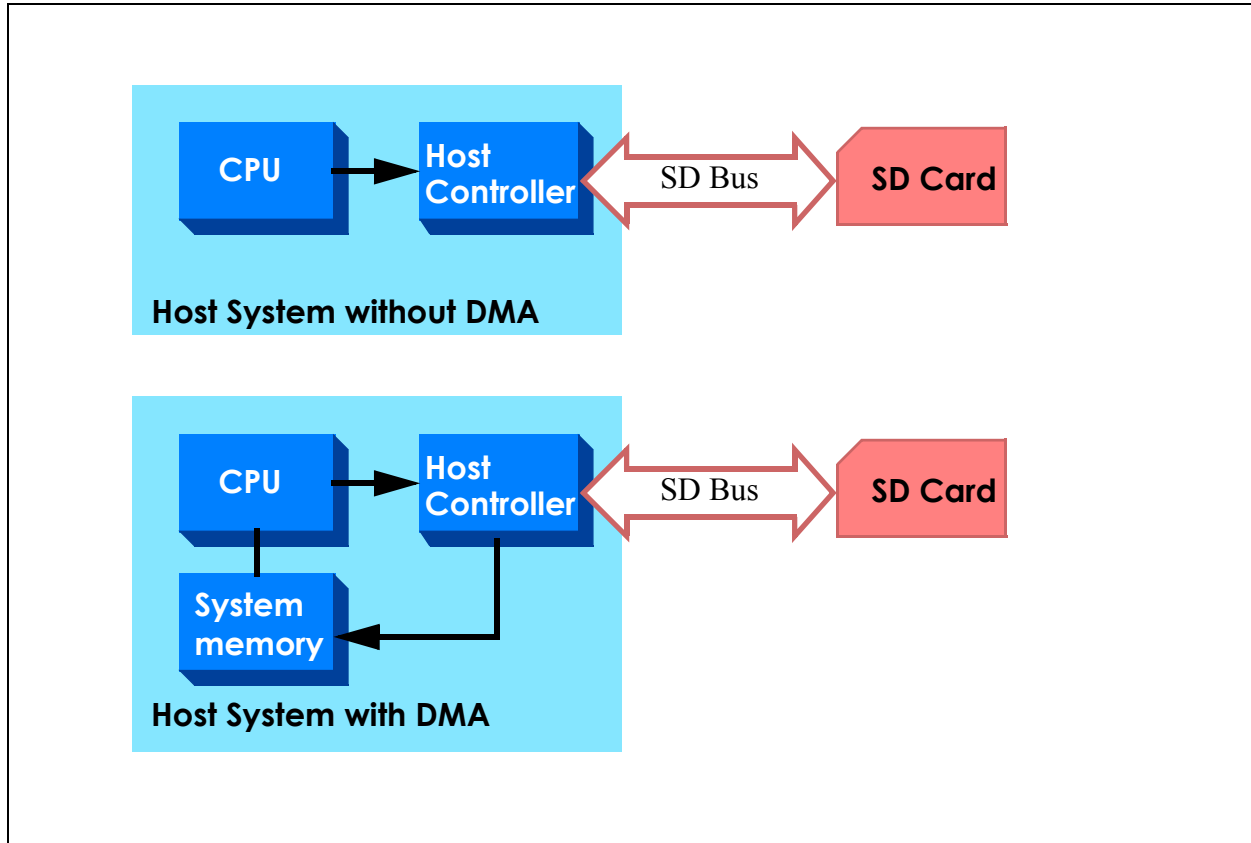 CPU
Host
Controller
SD Bus
SD Card
Host System without DMA
CPU
Host
Controller
SD Bus
SD Card
System
memory
Host System with DMA